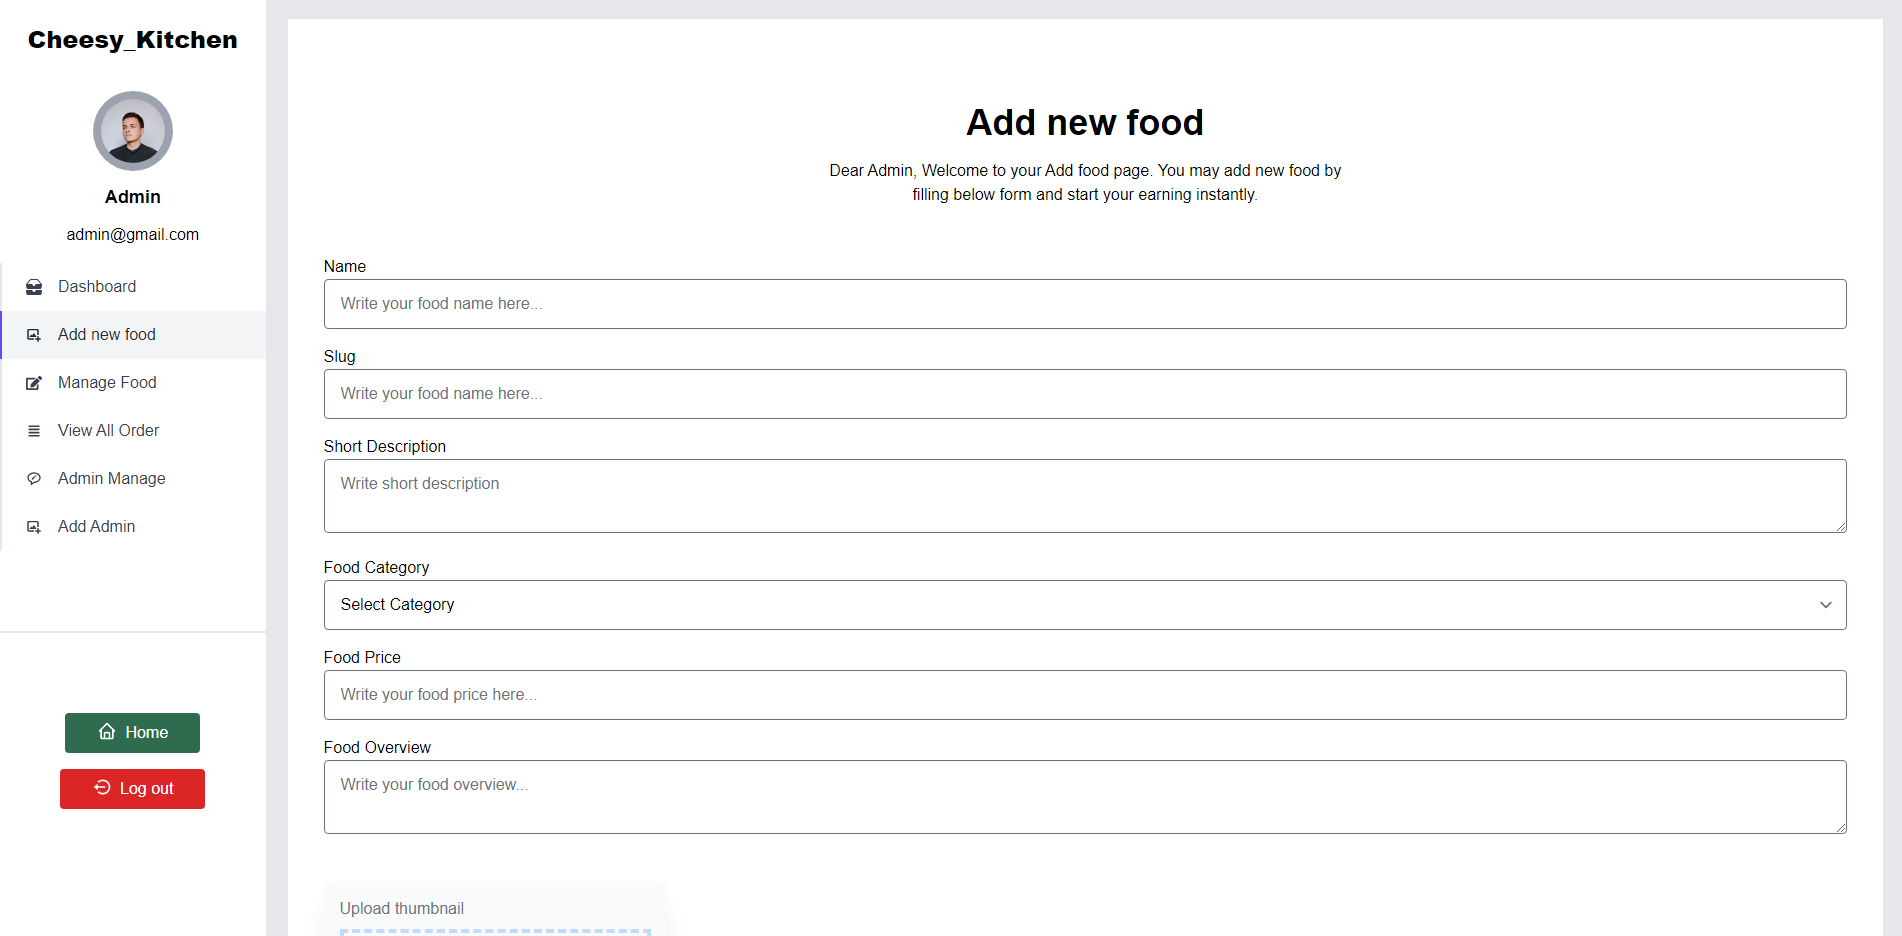 Cheesy_Kitchen
Admin
admin@gmail.com
Dashboard
Add new food
Manage Food
View All Order
Admin Manage
Add Admin
Home
Log out
Add new food
Dear Admin, Welcome to your Add food page. You may add new food by
filling below form and start your earning instantly.
Name
Write your food name here...
Slug
Write your food name here...
Short Description
Write short description
Food Category
Select Category
Food Price
Write your food price here...
Food Overview
Write your food overview...
Upload thumbnail